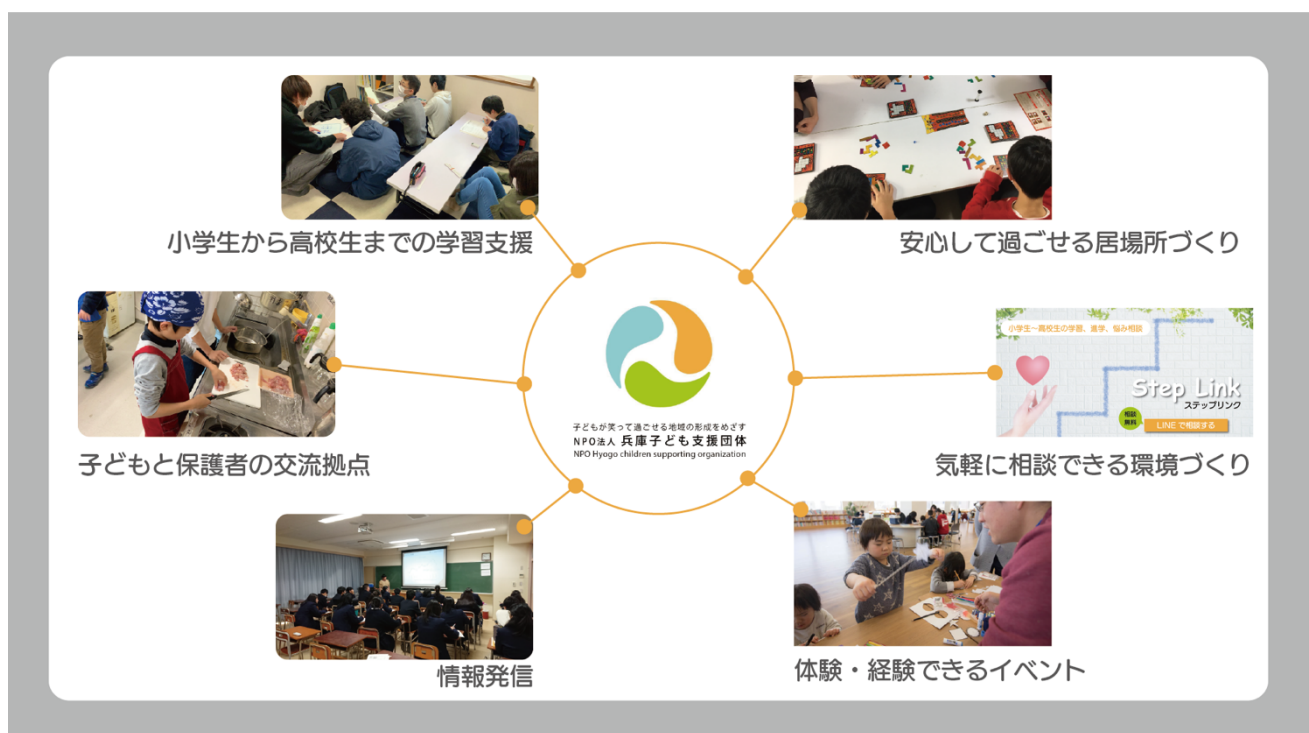 小学生から高校生までの学習支援
安心して過ごせる居場所づくり
小学生〜高校生の学習、進学、悩み相談
Step Link
ステップリンク
相談
無料
LINEで相談する
子どもが笑って過ごせる地域の形成をめざす
NPO法人 兵庫子ども支援団体
NPO Hyogo children supporting organization
子どもと保護者の交流拠点
気軽に相談できる環境づくり
情報発信
体験・経験できるイベント